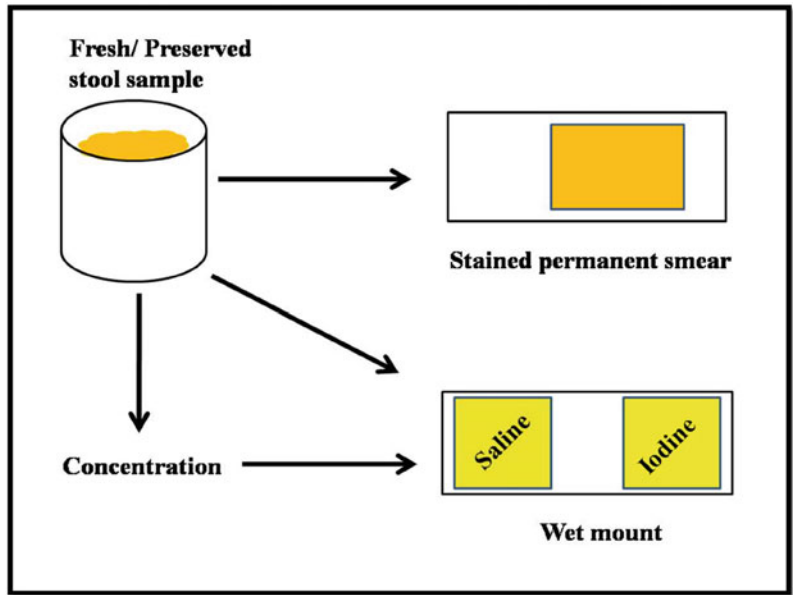 Fresh/ Preserved
stool sample
Stained permanent smear
Concentration
Saline
Iodine
Wet mount